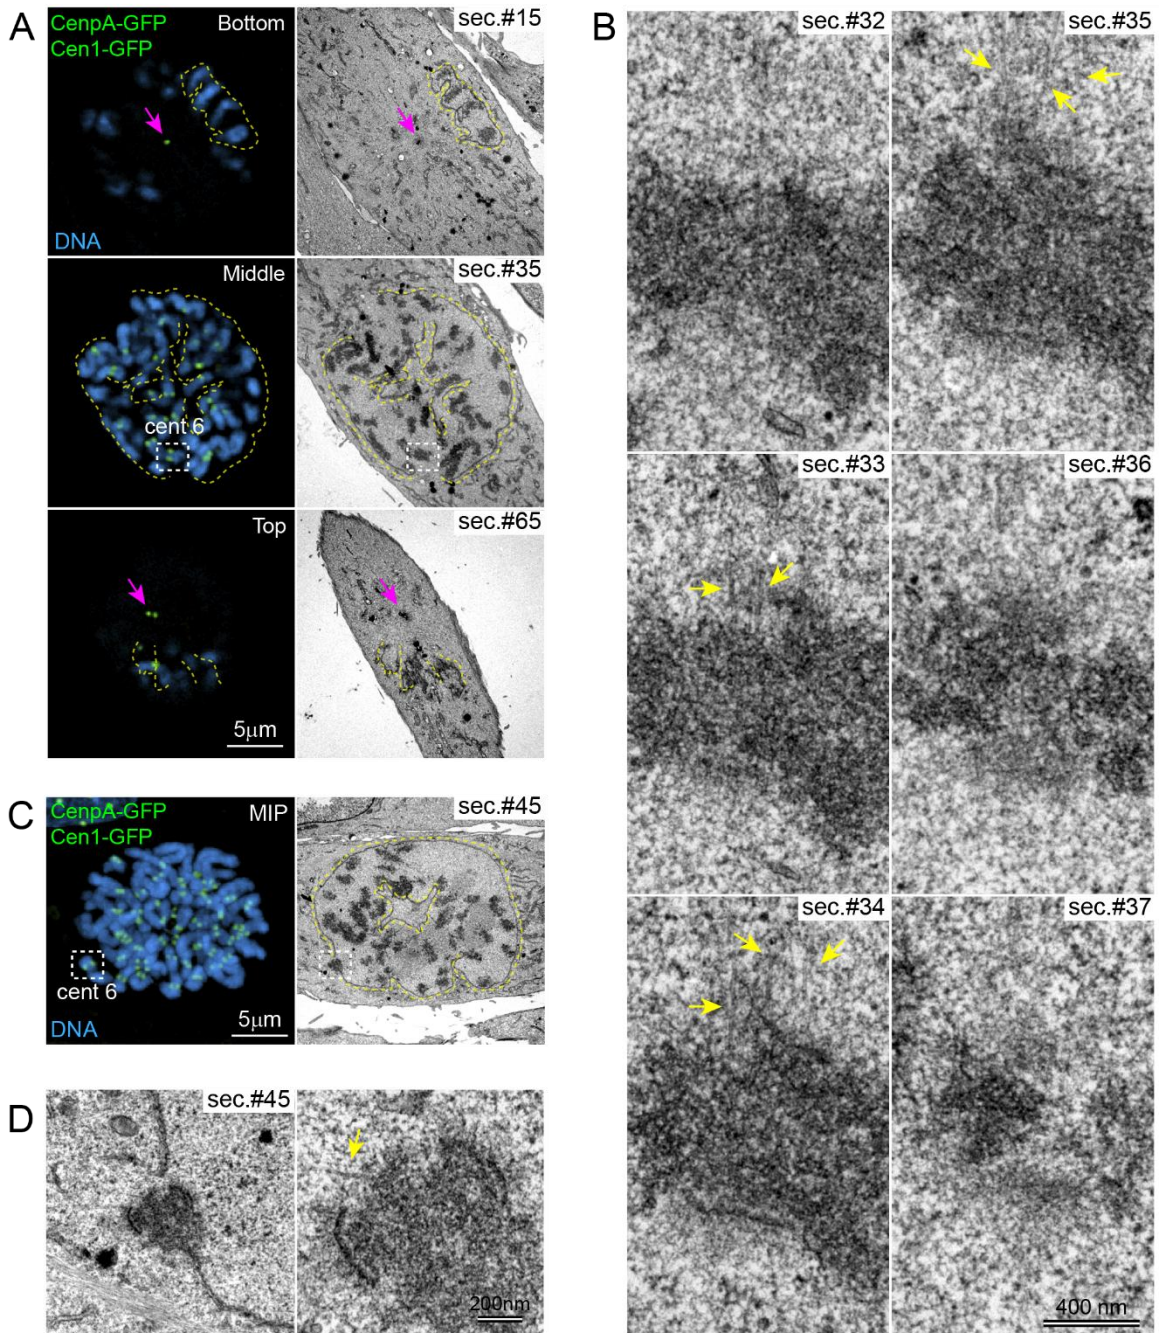 A
CenpA-GFP
Cen1-GFP
Bottom
DNA
sec.#15
Middle
cent 6
sec.#35
Top
5μm
sec.#65
B
sec.#32
sec.#35
sec.#33
sec.#36
sec.#34
sec.#37
400 nm
C
CenpA-GFP
Cen1-GFP
MIP
cent 6
DNA
5μm
sec.#45
D
sec.#45
200nm